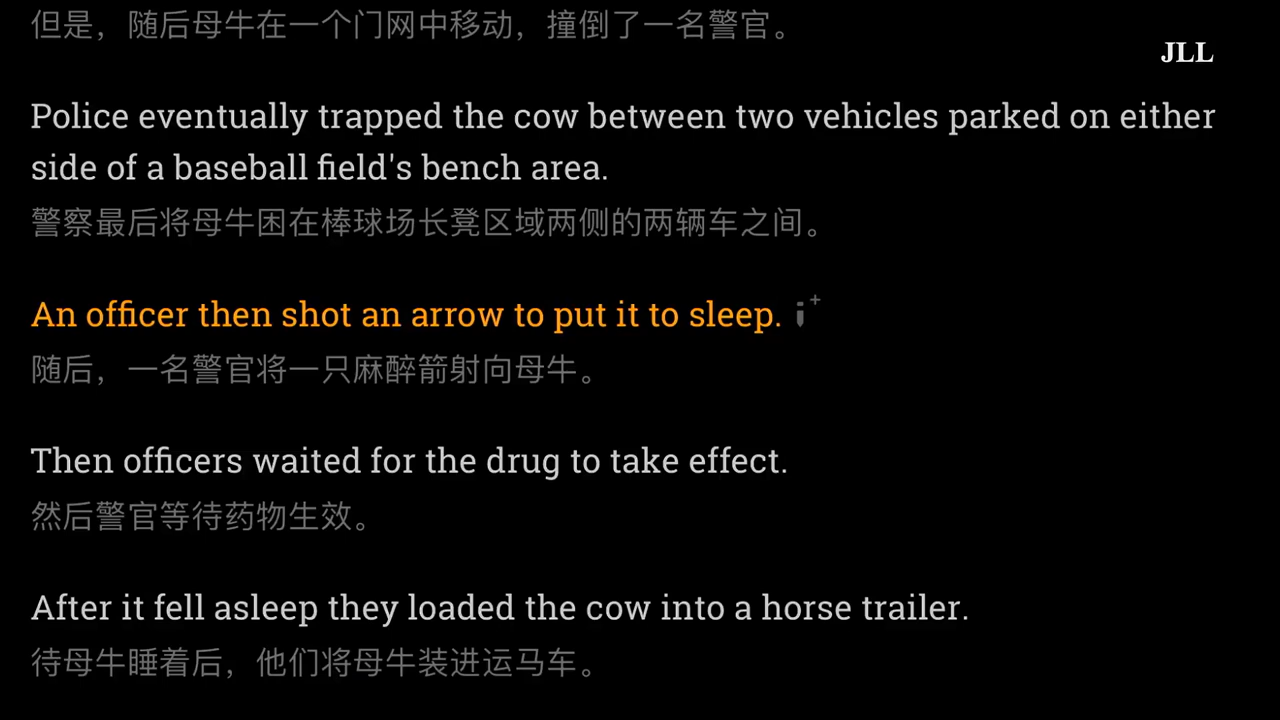 但是，随后母牛在一个门网中移动，撞倒了一名警官。
JLL
Police eventually trapped the cow between two vehicles parked on either
side of a baseball field's bench area.
警察最后将母牛困在棒球场长凳区域两侧的两辆车之间。
An officer then shot an arrow to put it to sleep.
随后，一名警官将一只麻醉箭射向母牛。
Then officers waited for the drug to take effect.
然后警官等待药物生效。
After it fell asleep they loaded the cow into a horse trailer.
待母牛睡着后，他们将母牛装进运马车。